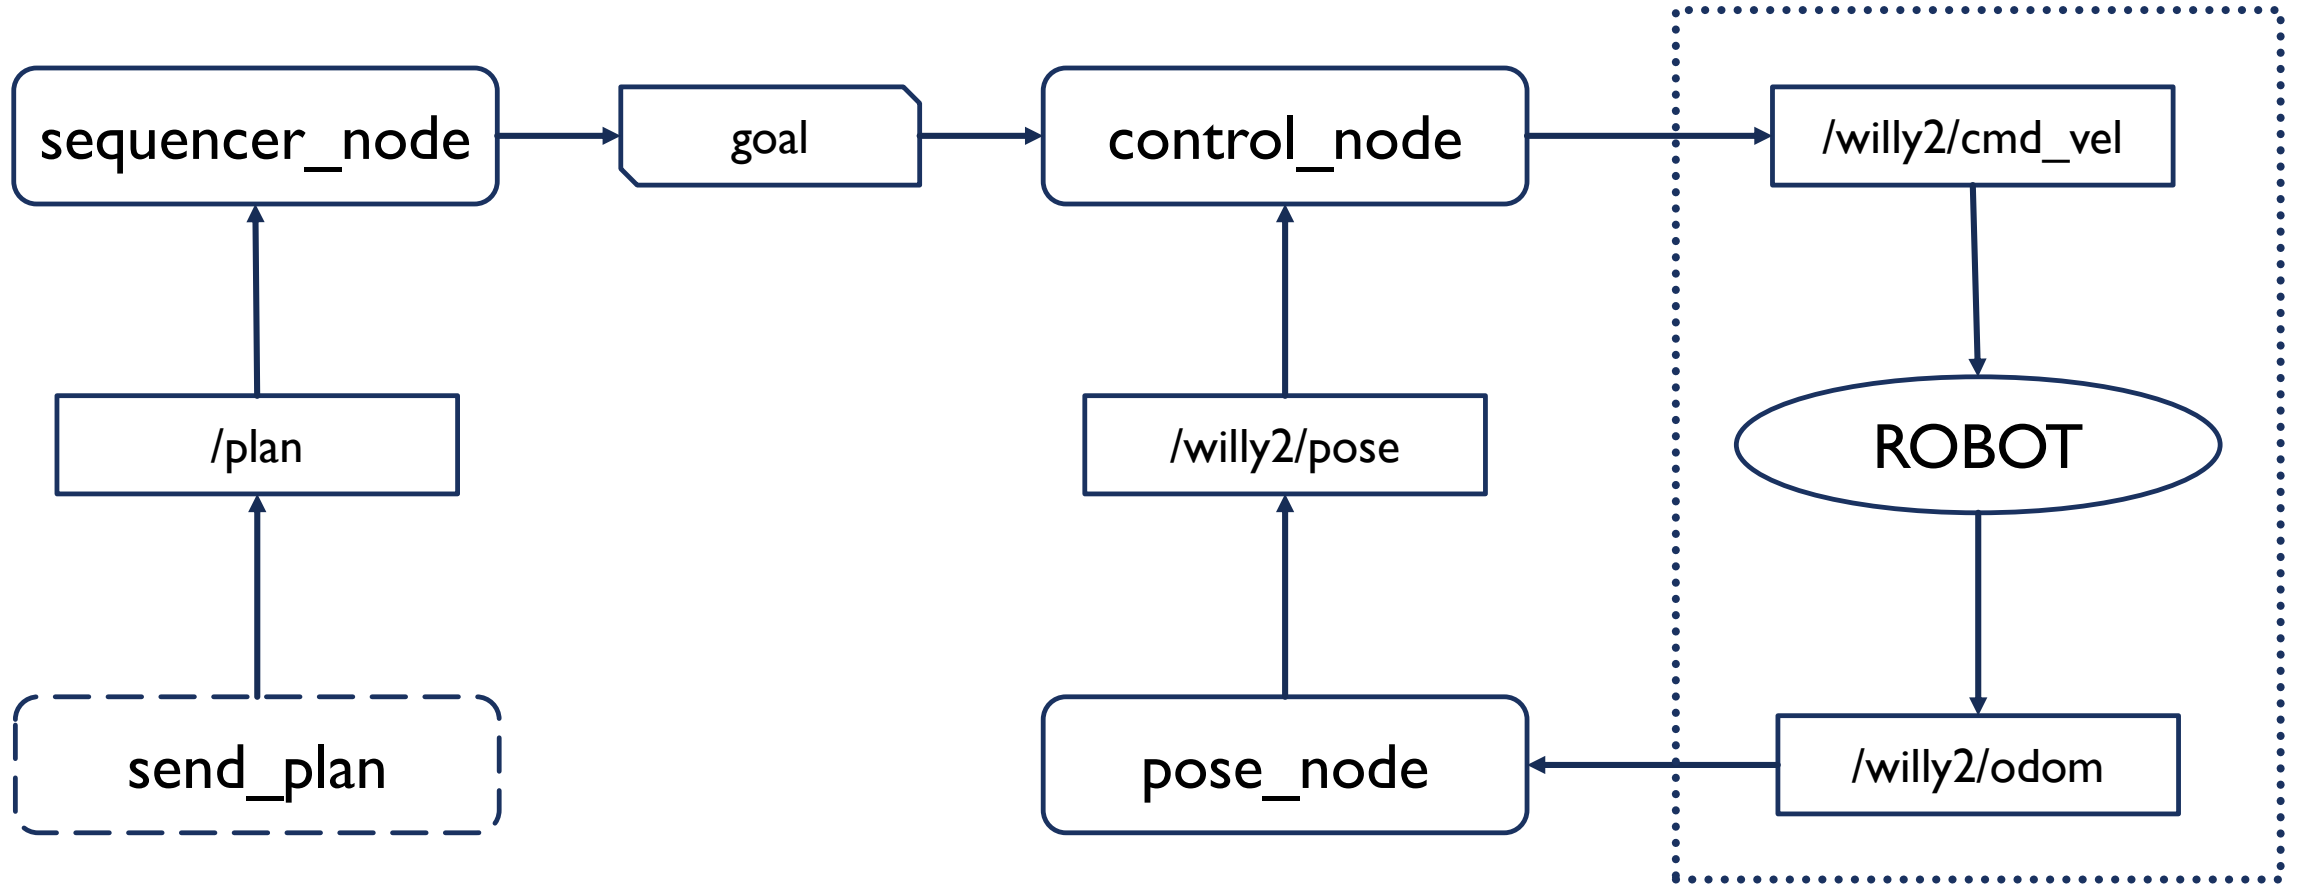 sequencer_node
goal
control_node
/willy2/cmd_vel
/plan
/willy2/pose
ROBOT
send_plan
pose_node
/willy2/odom